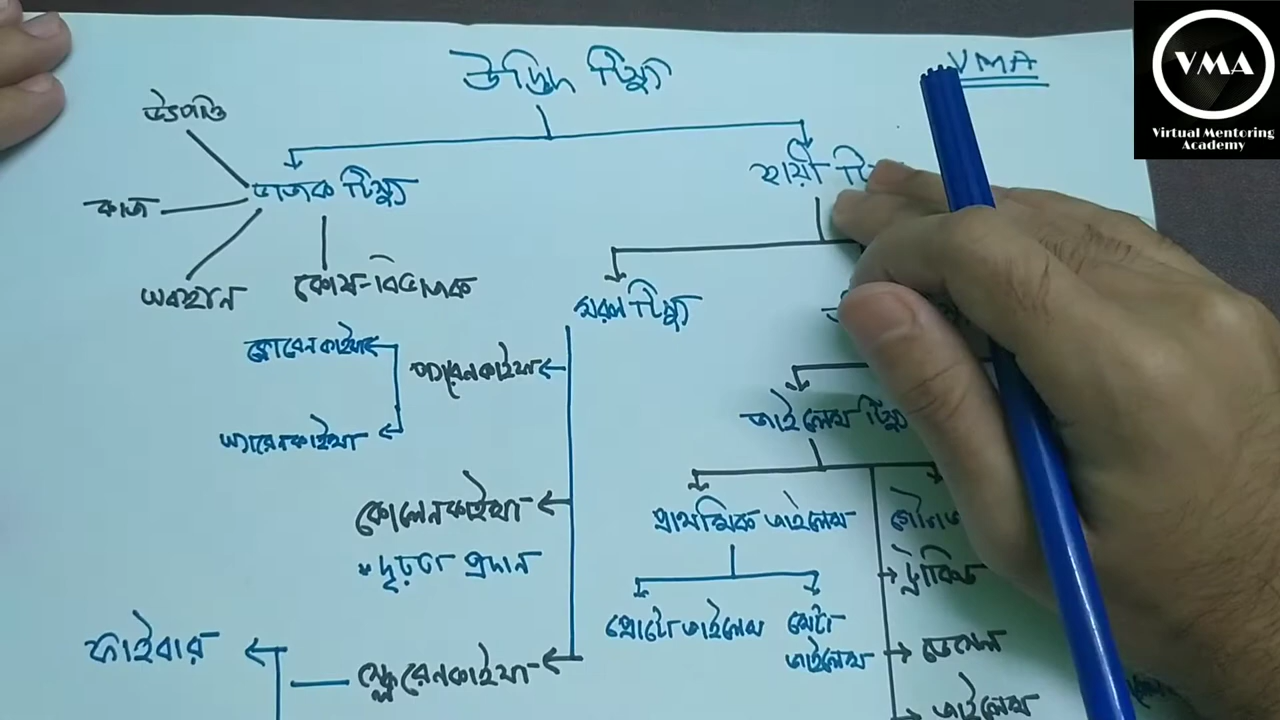 উদ্ভিদ টিস্যু
VMA
VMA
Virtual Mentoring
Academy
উৎপত্তি
ভাজক টিস্যু
স্থায়ী টি
কাজ
অবস্থান
কোষ-বিভাজক
সরল টিস্যু
ক্লোরেনকাইমা
প্যারেনকাইমা
অ্যারেনকাইমা
জাইলেম টিস্যু
কোলেনকাইমা
*দৃঢ়তা প্রদান
প্রাথমিক জাইলেম
ট্রাকিড
প্রোটো জাইলেম
মেটা
জাইলেম
ভেসেল
ফাইবার
স্ক্লেরেনকাইমা
জাইলেম